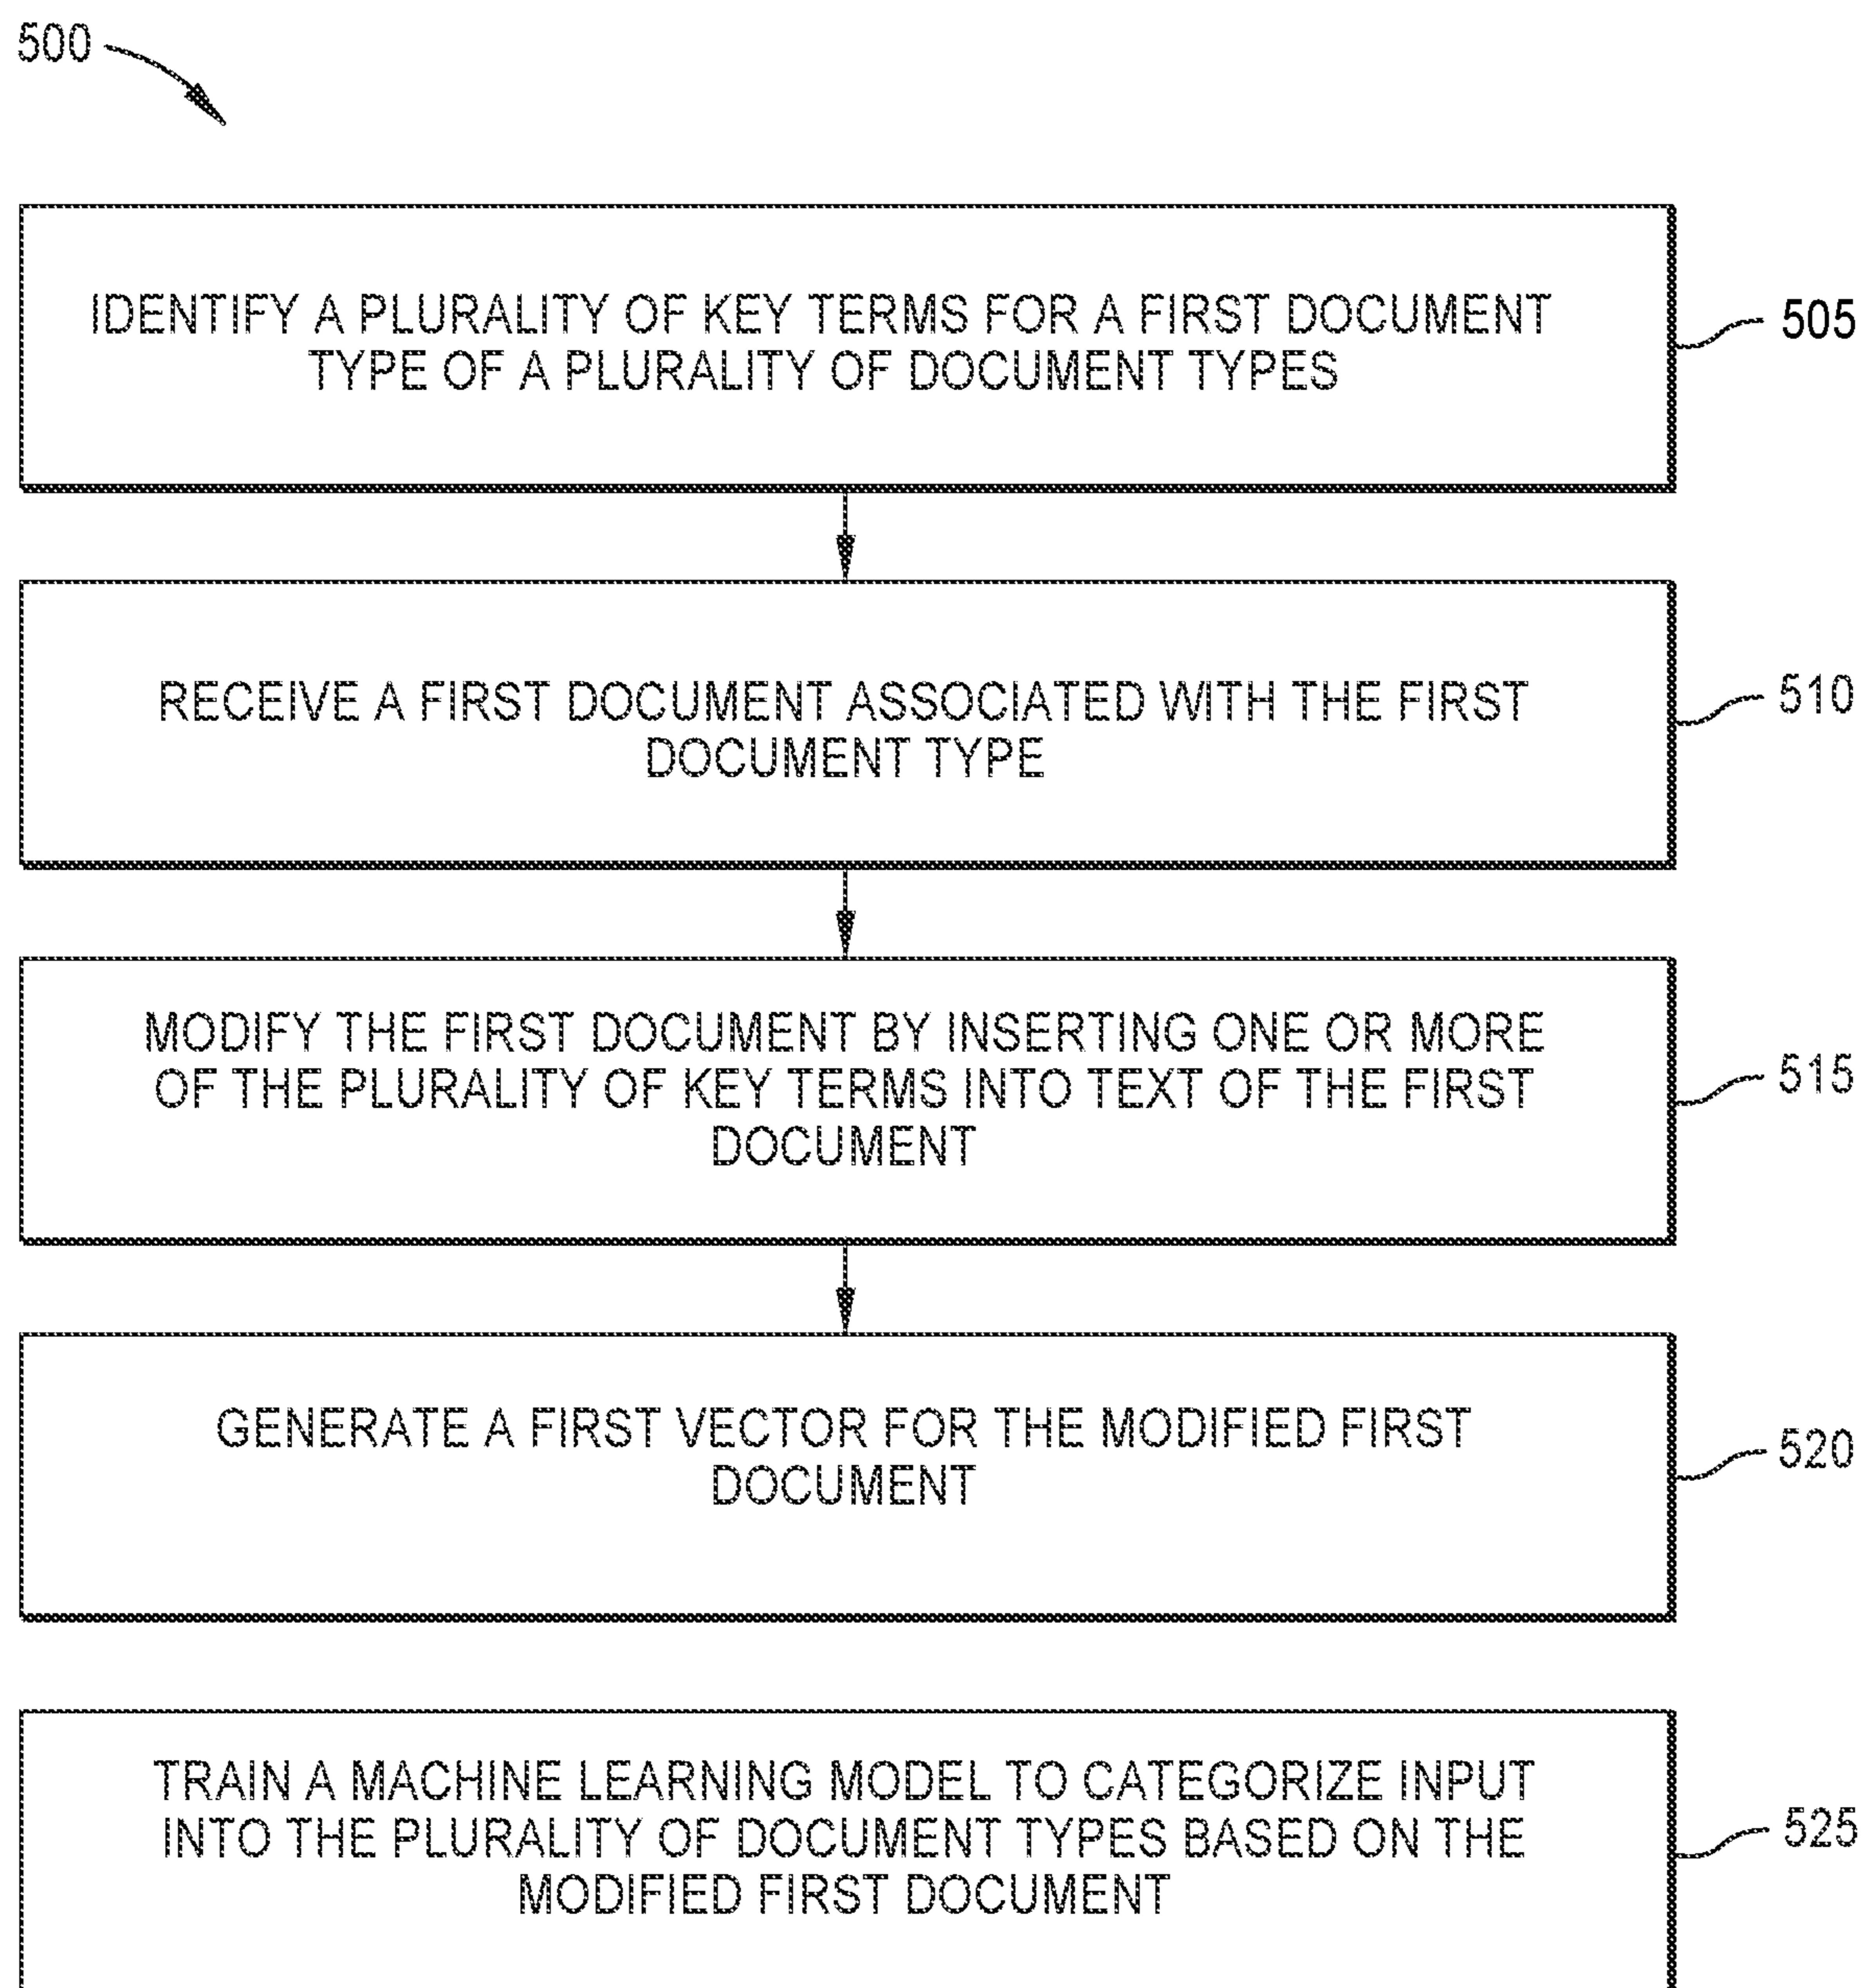 500
IDENTIFY A PLURALITY OF KEY TERMS FOR A FIRST DOCUMENT
TYPE OF A PLURALITY OF DOCUMENT TYPES
505
RECEIVE A FIRST DOCUMENT ASSOCIATED WITH THE FIRST
DOCUMENT TYPE
510
MODIFY THE FIRST DOCUMENT BY INSERTING ONE OR MORE
OF THE PLURALITY OF KEY TERMS INTO TEXT OF THE FIRST
DOCUMENT
515
GENERATE A FIRST VECTOR FOR THE MODIFIED FIRST
DOCUMENT
520
TRAIN A MACHINE LEARNING MODEL TO CATEGORIZE INPUT
INTO THE PLURALITY OF DOCUMENT TYPES BASED ON THE
MODIFIED FIRST DOCUMENT
525